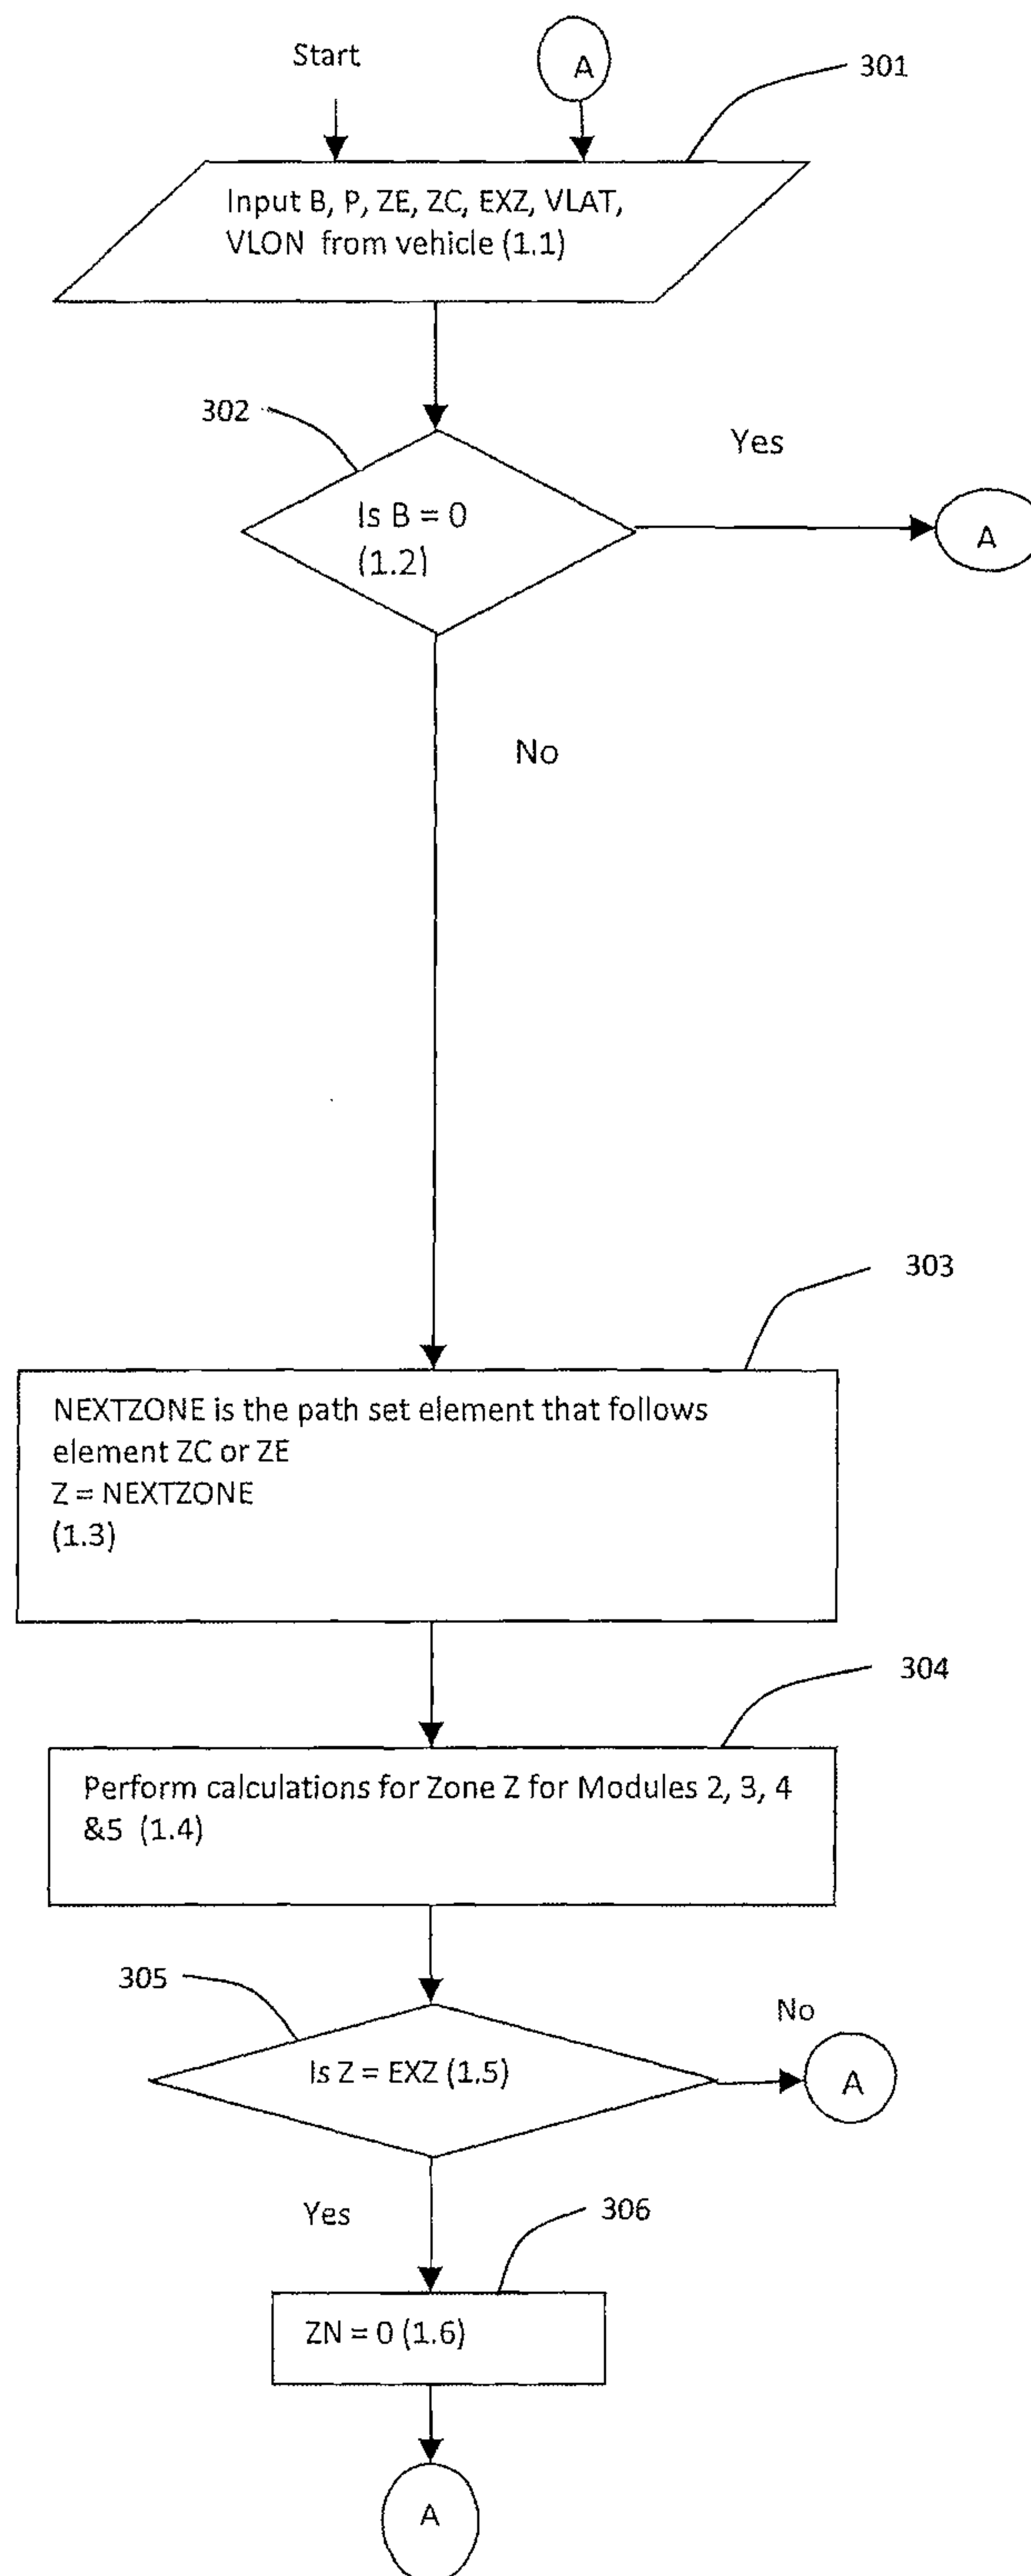 Start
A
301
Input B, P, ZE, ZC, EXZ, VLAT,
VLON from vehicle (1.1)
302
Yes
Is B = 0
(1.2)
A
No
303
NEXTZONE is the path set element that follows
element ZC or ZE
Z = NEXTZONE
(1.3)
304
Perform calculations for Zone Z for Modules 2, 3, 4
&5 (1.4)
305
No
Is Z = EXZ (1.5)
A
Yes
306
ZN = 0 (1.6)
A